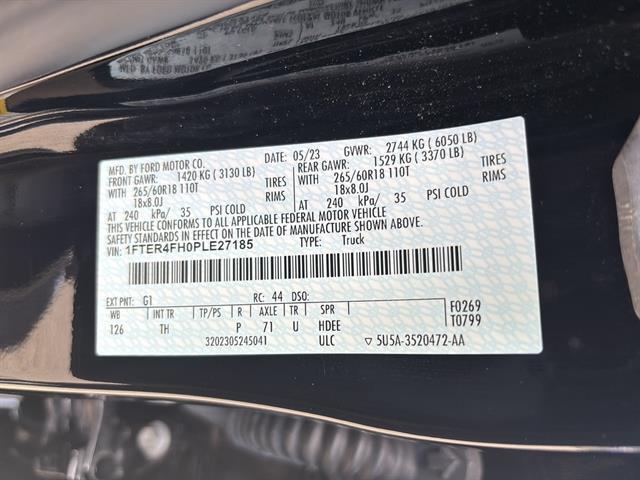 MFD. BY FORD MOTOR CO. DATE: 05/23 GVWR: 2744 KG ( 6050 LB)
FRONT GAWR: 1420 KG ( 3130 LB) REAR GAWR: 1529 KG ( 3370 LB)
WITH 265/60R18 110T TIRES WITH 265/60R18 110T TIRES
18x8.0J RIMS 18x8.0J RIMS
AT 240 kPa/ 35 PSI COLD AT 240 kPa/ 35 PSI COLD
THIS VEHICLE CONFORMS TO ALL APPLICABLE FEDERAL MOTOR VEHICLE
SAFETY STANDARDS IN EFFECT ON THE DATE OF MANUFACTURE SHOWN ABOVE.
VIN: 1FTER4FH0PLE27185 TYPE: Truck
EXT PNT: G1 RC: 44 DSO: F0269
WB INT TR TP/PS R AXLE TR SPR T0799
126 TH P 71 U HDEE
3202305245041 ULC ▽ 5U5A-3520472-AA